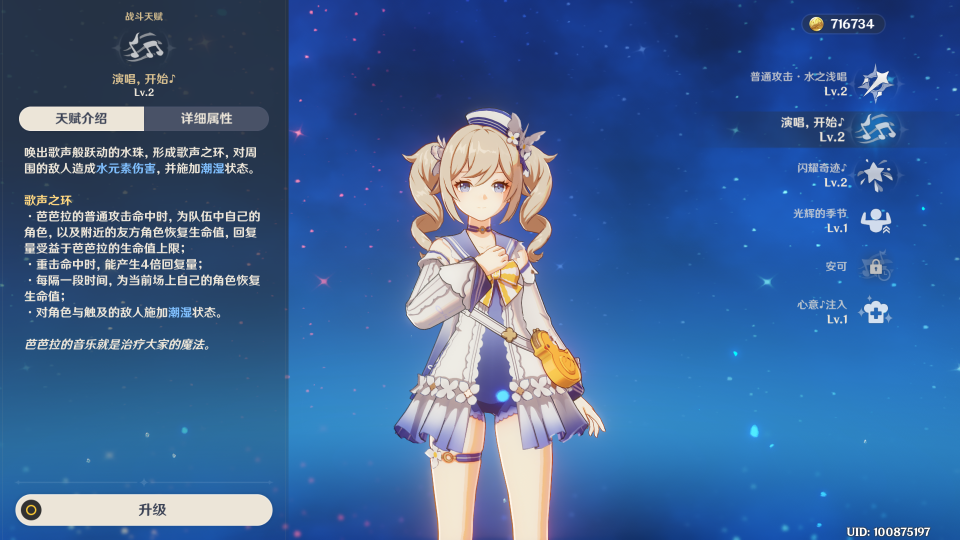 战斗天赋
演唱，开始♪
Lv.2
天赋介绍
详细属性
唤出歌声般跃动的水珠，形成歌声之环，对周
围的敌人造成水元素伤害，并施加潮湿状态。
歌声之环
·芭芭拉的普通攻击命中时，为队伍中自己的
角色，以及附近的友方角色恢复生命值，回复
量受益于芭芭拉的生命值上限；
·重击命中时，能产生4倍回复量；
·每隔一段时间，为当前场上自己的角色恢复
生命值；
·对角色与触及的敌人施加潮湿状态。
芭芭拉的音乐就是治疗大家的魔法。
升级
716734
普通攻击·水之浅唱
Lv.2
演唱，开始♪
Lv.2
闪耀奇迹♪
Lv.2
光辉的季节
Lv.1
安可
心意♪注入
Lv.1
UID: 100875197